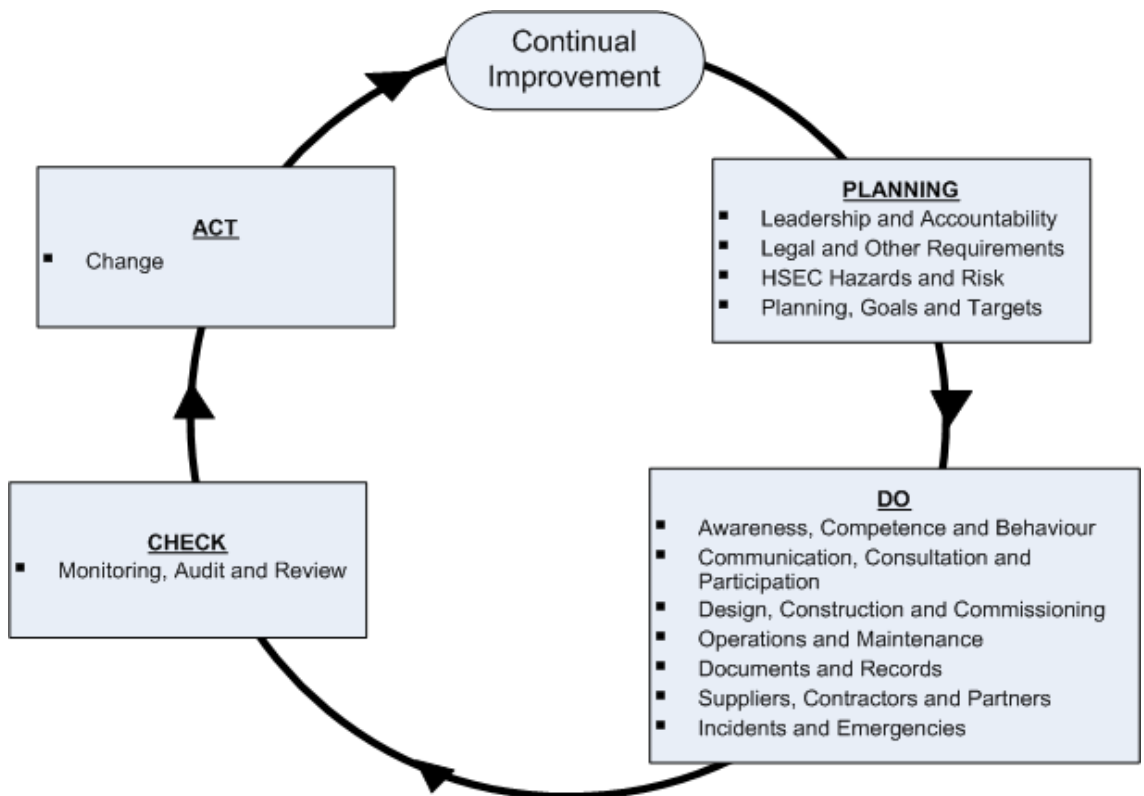 Continual
Improvement
PLANNING
▪ Leadership and Accountability
▪ Legal and Other Requirements
▪ HSEC Hazards and Risk
▪ Planning, Goals and Targets
DO
▪ Awareness, Competence and Behaviour
▪ Communication, Consultation and
Participation
▪ Design, Construction and Commissioning
▪ Operations and Maintenance
▪ Documents and Records
▪ Suppliers, Contractors and Partners
▪ Incidents and Emergencies
CHECK
▪ Monitoring, Audit and Review
ACT
▪ Change